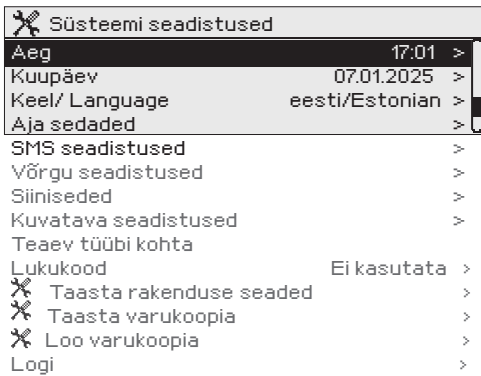 Süsteemi seadistused
Aeg 17:01 >
Kuupäev 07.01.2025 >
Keel/ Language eesti/Estonian >
Aja sedaded >
SMS seadistused >
Võrgu seadistused >
Siiniseded >
Kuvatava seadistused >
Teaev tüübi kohta
Lukukood Ei kasutata >
Taasta rakenduse seaded >
Taasta varukoopia >
Loo varukoopia >
Logi >